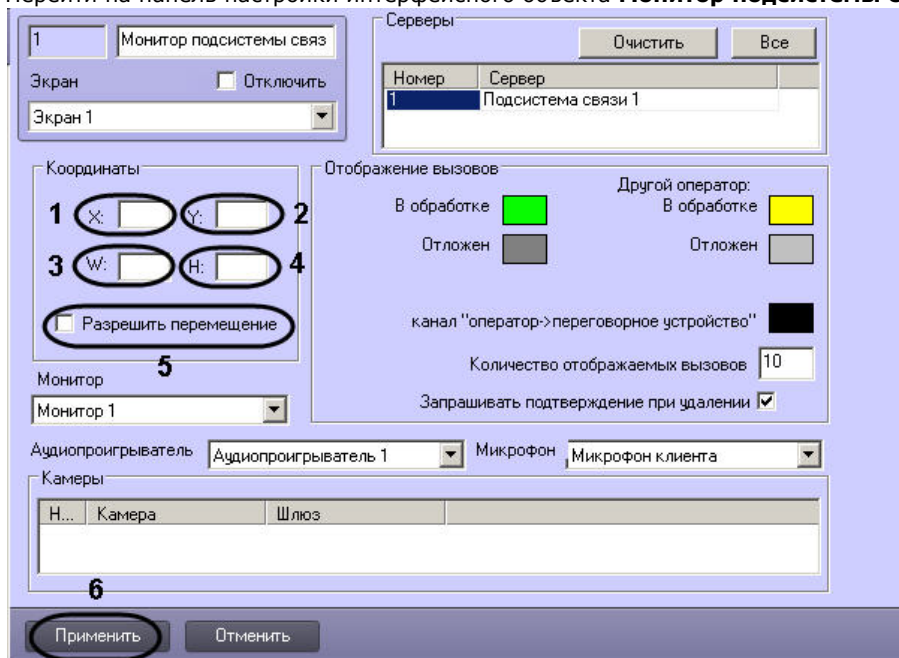 Перейти на панель настройки интерфейсного объекта Монитор подсистемы
1 Монитор подсистемы связ
Экран Отключить
Экран 1
Серверы
Очистить Все
Номер Сервер
1 Подсистема связи 1
Координаты
1 X: Y: 2
3 W: H: 4
Разрешить перемещение
5
Отображение вызовов
Другой оператор:
В обработке В обработке
Отложен Отложен
канал "оператор->переговорное устройство"
Количество отображаемых вызовов 10
Запрашивать подтверждение при удалении
Монитор
Монитор 1
Аудиопроигрыватель Аудиопроигрыватель 1 Микрофон Микрофон клиента
Камеры
Н... Камера Шлюз
6
Применить Отменить